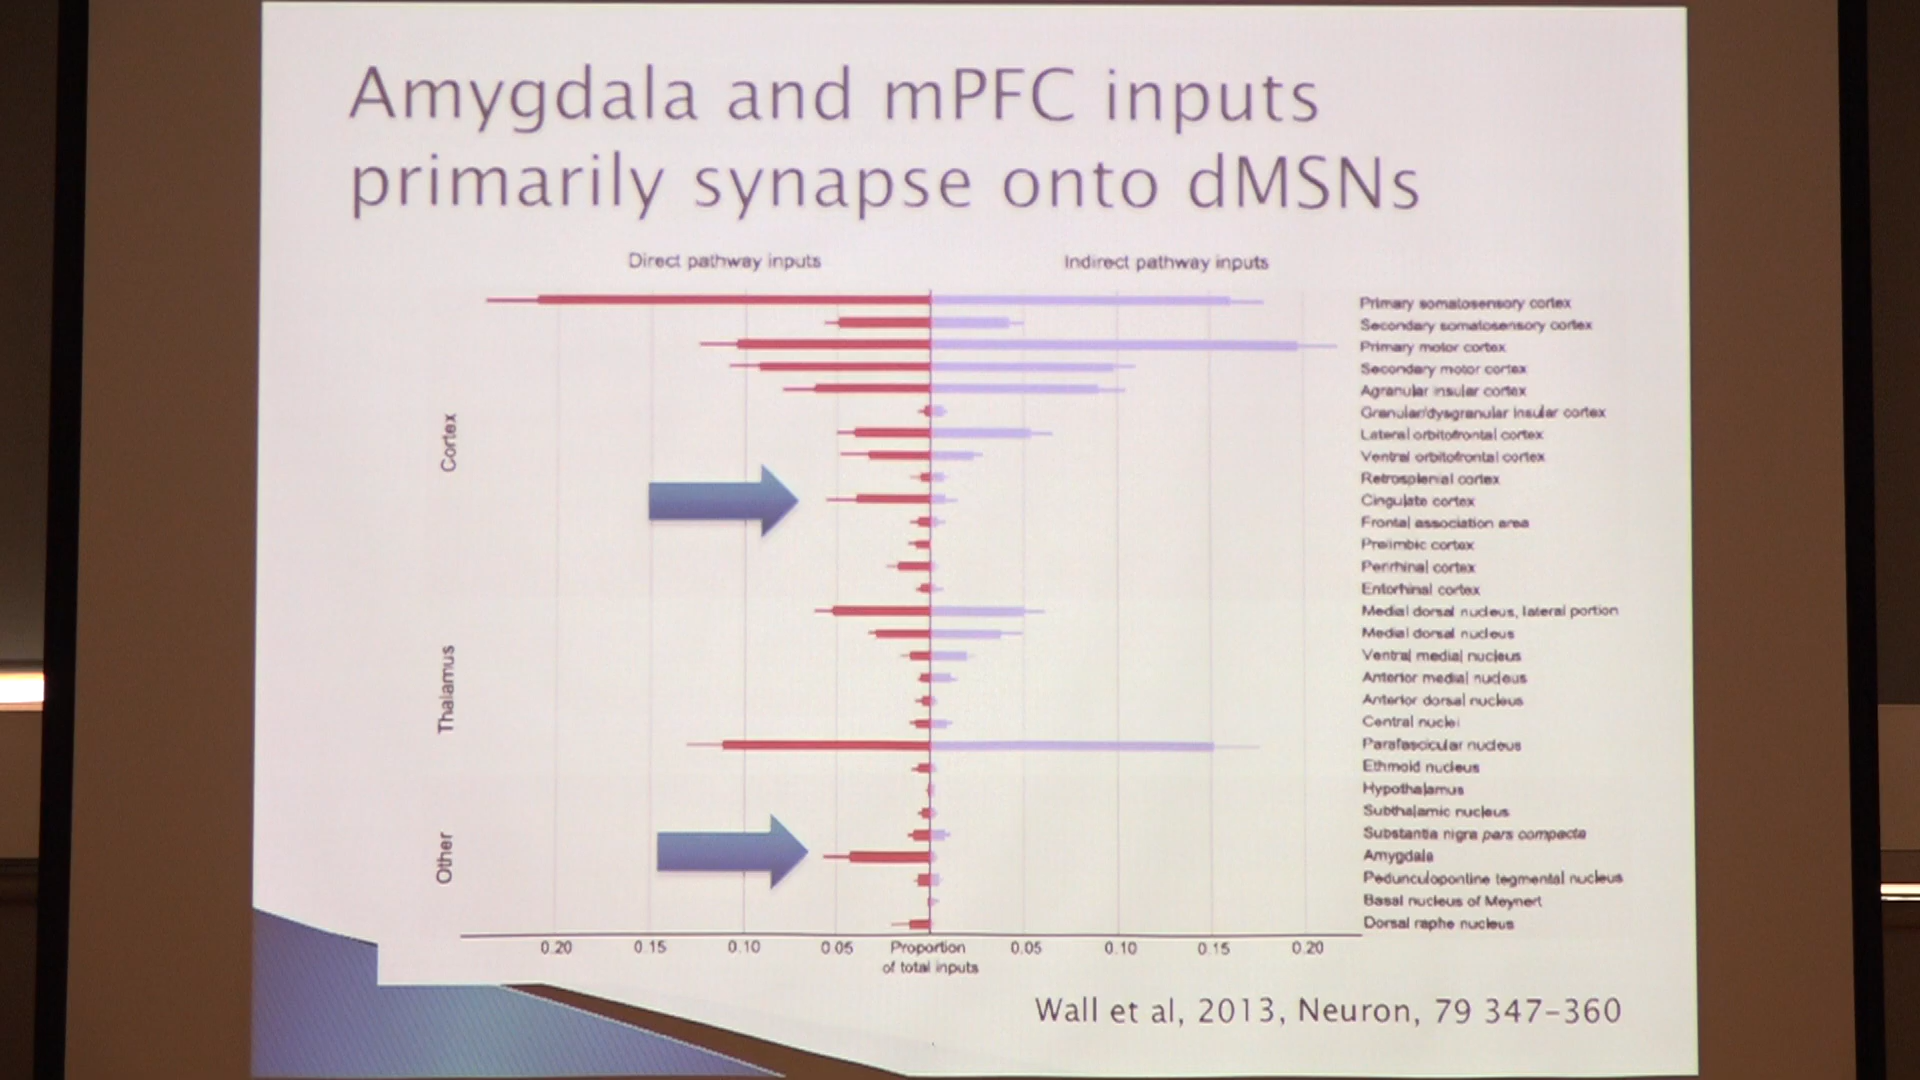 Amygdala and mPFC inputs
primarily synapse onto dMSNs
Direct pathway inputs
Indirect pathway inputs
Cortex
Thalamus
Other
Primary somatosensory cortex
Secondary somatosensory cortex
Primary motor cortex
Secondary motor cortex
Agranular insular cortex
Granular/dysgranular insular cortex
Lateral orbitofrontal cortex
Ventral orbitofrontal cortex
Retrosplenial cortex
Cingulate cortex
Frontal association area
Prelimbic cortex
Perirhinal cortex
Entorhinal cortex
Medial dorsal nucleus, lateral portion
Medial dorsal nucleus
Ventral medial nucleus
Anterior medial nucleus
Anterior dorsal nucleus
Central nuclei
Parafascicular nucleus
Ethmoid nucleus
Hypothalamus
Subthalamic nucleus
Substantia nigra pars compacta
Amygdala
Pedunculopontine tegmental nucleus
Basal nucleus of Meynert
Dorsal raphe nucleus
0.20 0.15 0.10 0.05 Proportion 0.05 0.10 0.15 0.20
of total inputs
Wall et al, 2013, Neuron, 79 347-360